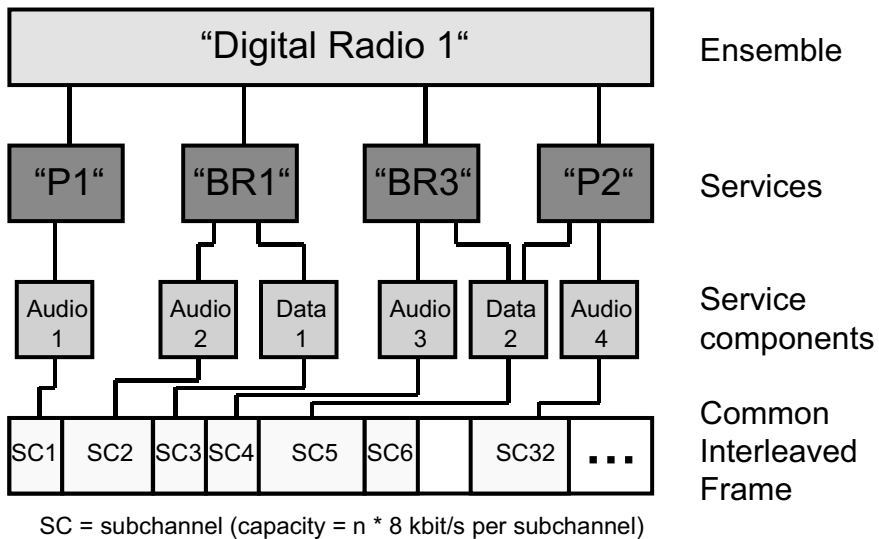 “Digital Radio 1“
Ensemble
“P1“
“BR1“
“BR3“
“P2“
Services
Audio
1
Audio
2
Data
1
Audio
3
Data
2
Audio
4
Service
components
SC1
SC2
SC3
SC4
SC5
SC6
SC32
...
Common
Interleaved
Frame
SC = subchannel (capacity = n * 8 kbit/s per subchannel)